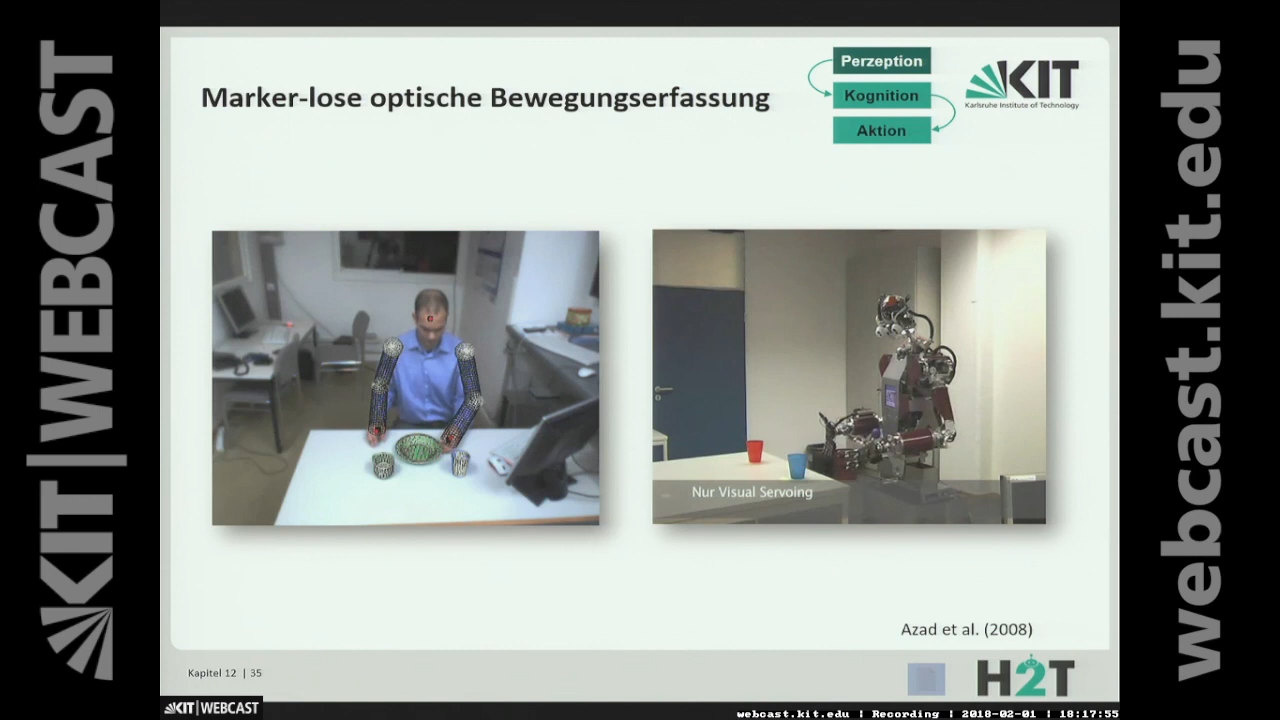 KIT|WEBCAST
Marker-lose optische Bewegungserfassung
Perzeption
Kognition
Aktion
KIT
Karlsruhe Institute of Technology
Nur Visual Servoing
Azad et al. (2008)
Kapitel 12 | 35
H2T
KIT|WEBCAST
webcast.kit.edu | Recording | 2018-02-01 | 18:17:55
webcast.kit.edu